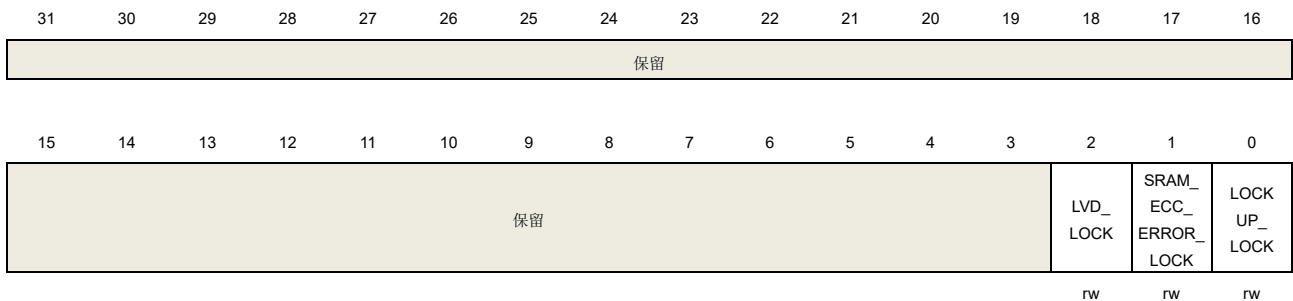 31 30 29 28 27 26 25 24 23 22 21 20 19 18 17 16
保留
15 14 13 12 11 10 9 8 7 6 5 4 3 2 1 0
保留
LVD_
LOCK
SRAM_
ECC_
ERROR_
LOCK
LOCK
UP_
LOCK
rw rw rw